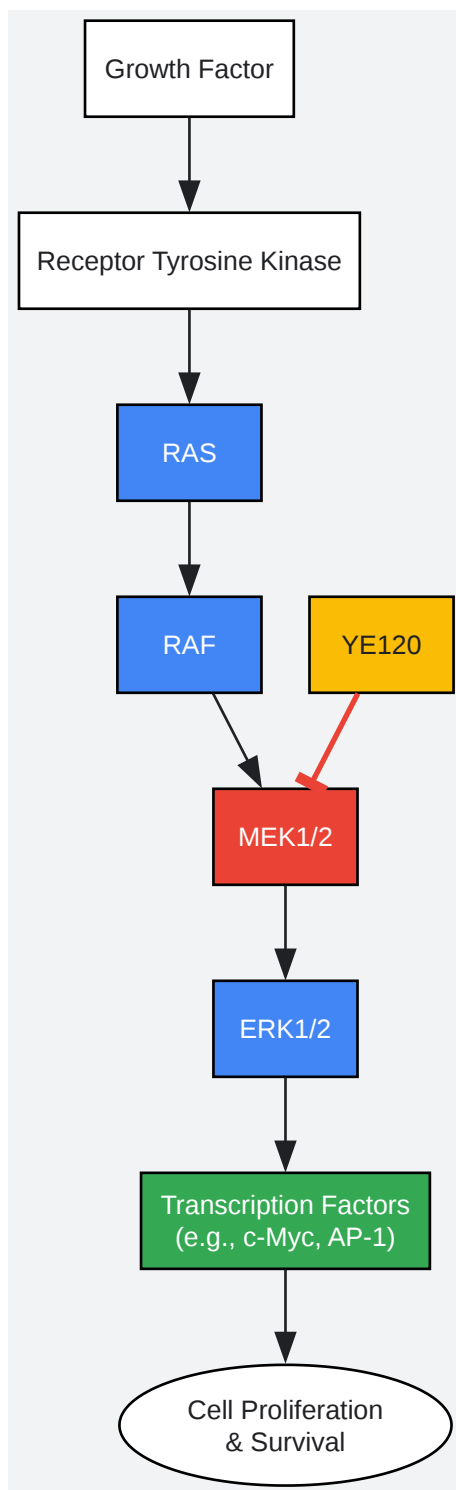 Growth Factor
Receptor Tyrosine Kinase
RAS
RAF
YE120
MEK1/2
ERK1/2
Transcription Factors
(e.g., c-Myc, AP-1)
Cell Proliferation
& Survival